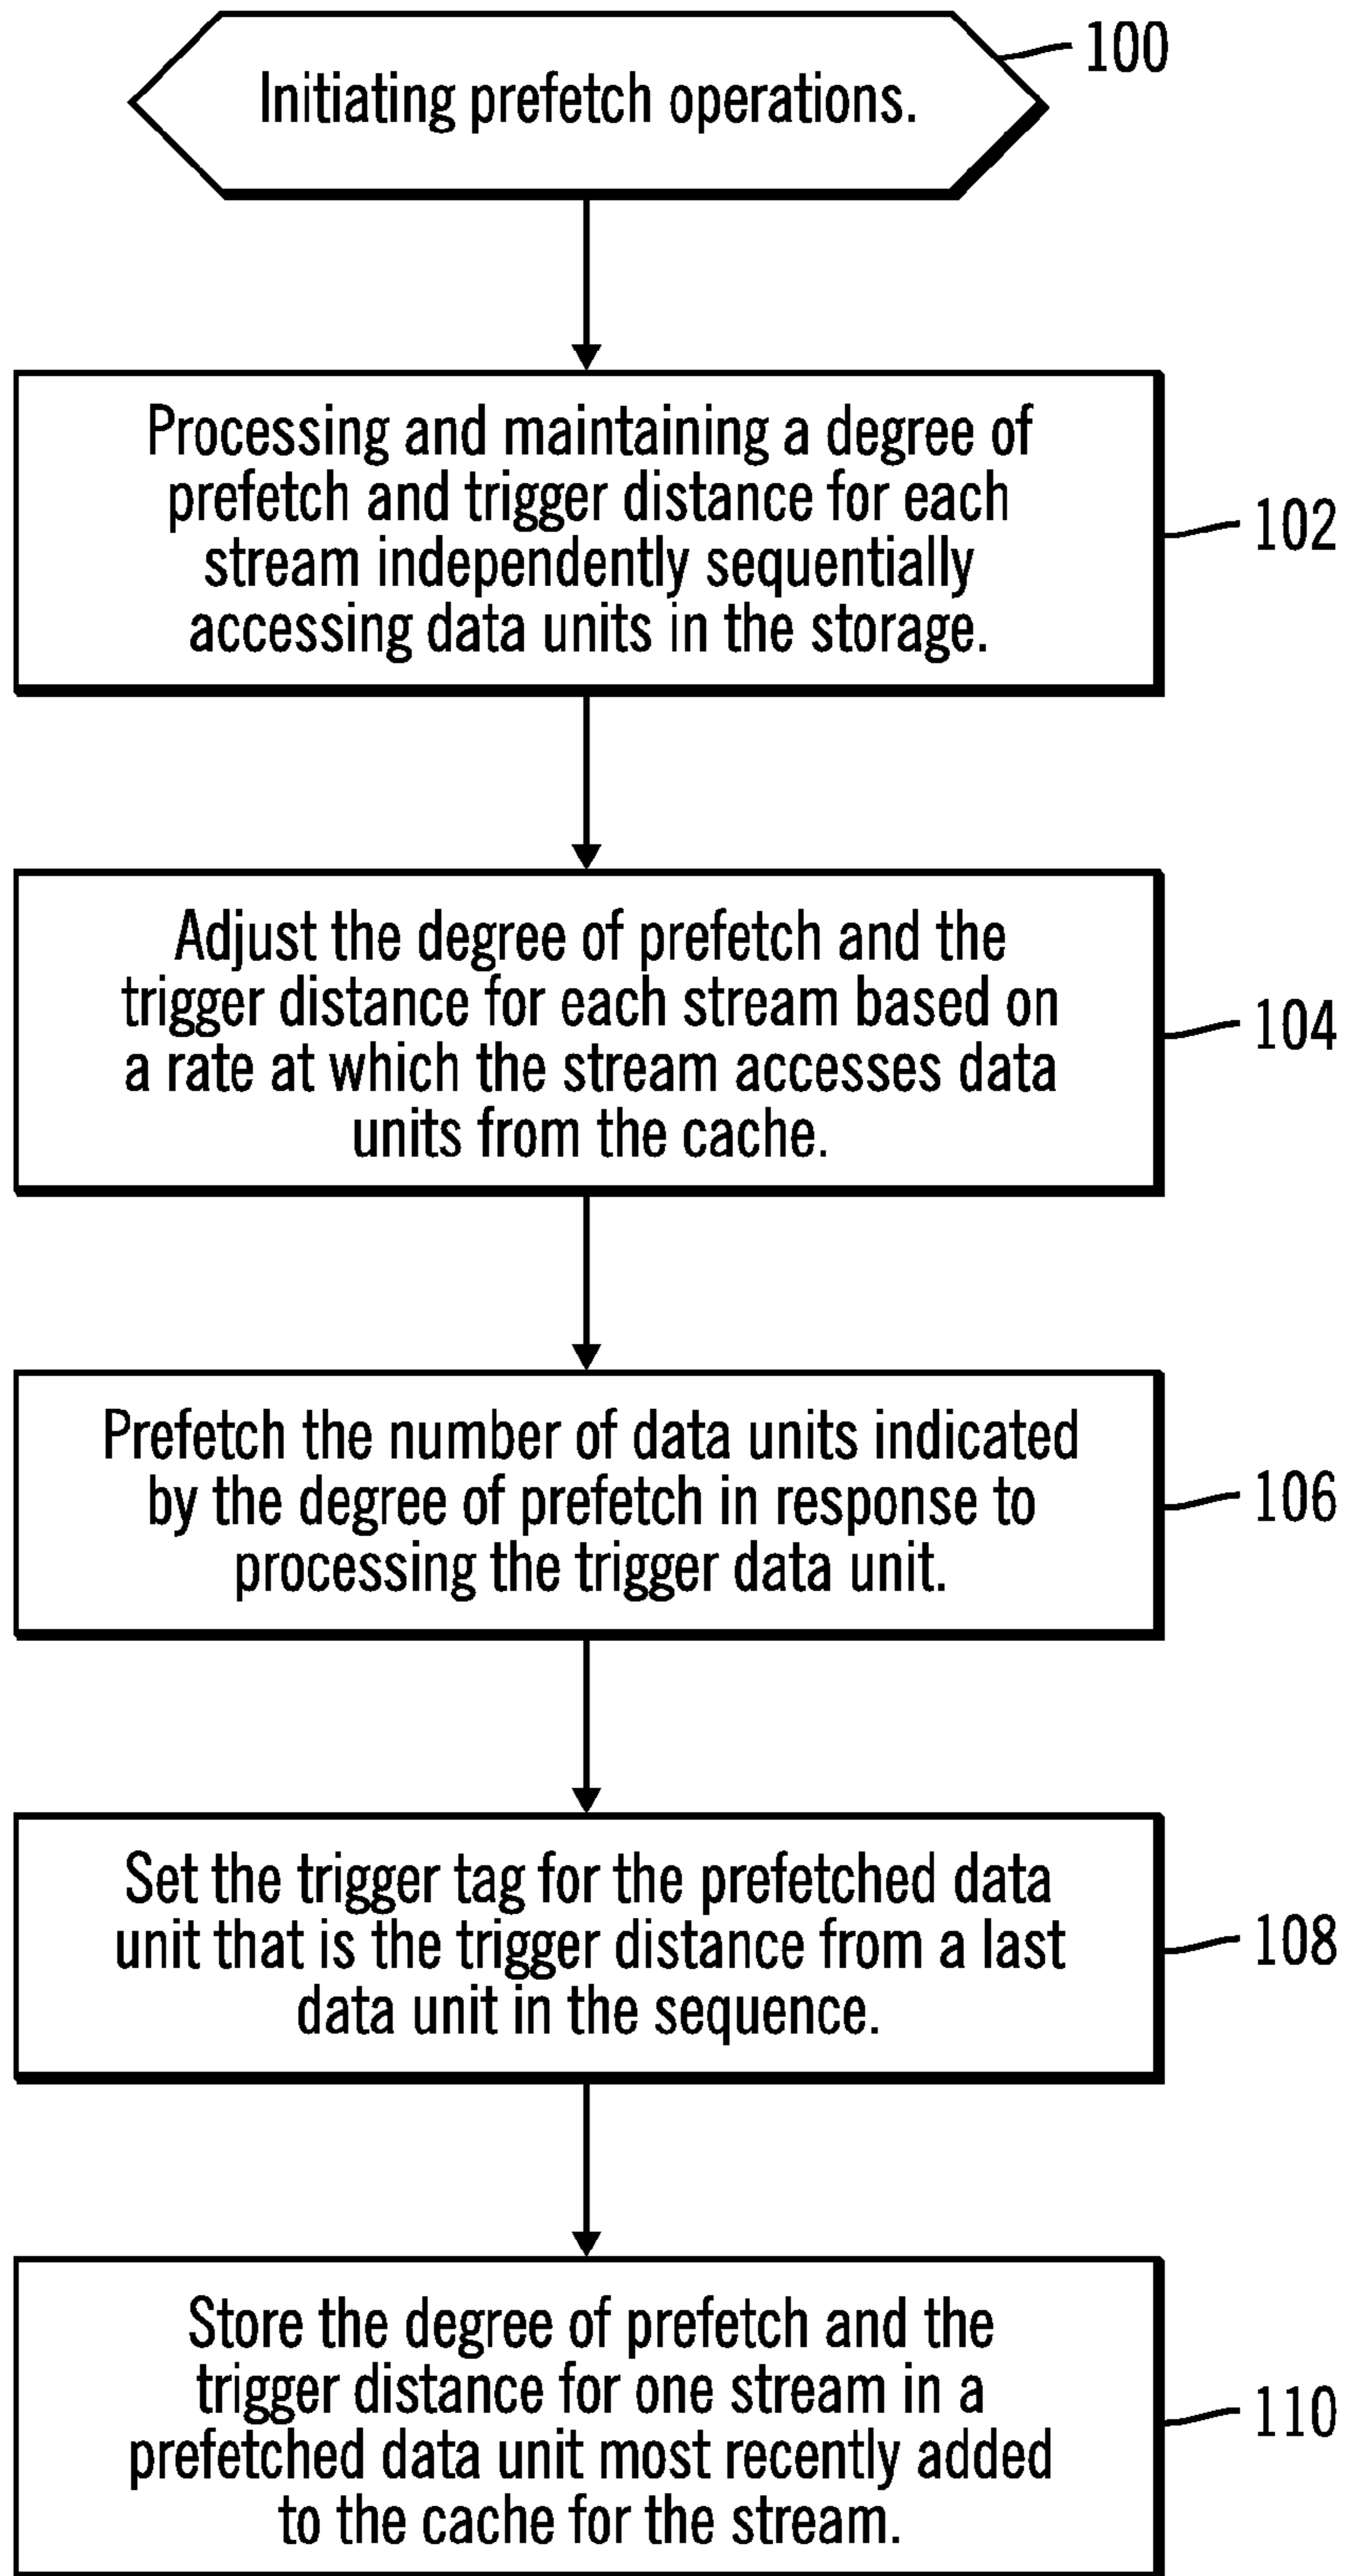 100
Initiating prefetch operations.
Processing and maintaining a degree of
prefetch and trigger distance for each
stream independently sequentially
accessing data units in the storage.
102
Adjust the degree of prefetch and the
trigger distance for each stream based on
a rate at which the stream accesses data
units from the cache.
104
Prefetch the number of data units indicated
by the degree of prefetch in response to
processing the trigger data unit.
106
Set the trigger tag for the prefetched data
unit that is the trigger distance from a last
data unit in the sequence.
108
Store the degree of prefetch and the
trigger distance for one stream in a
prefetched data unit most recently added
to the cache for the stream.
110